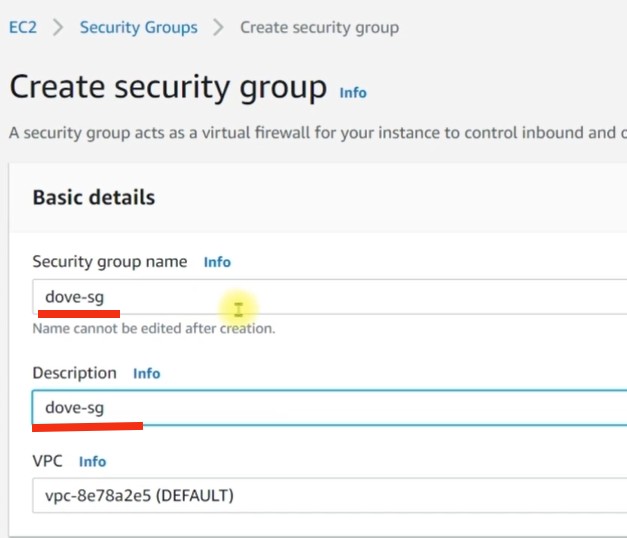 EC2 > Security Groups > Create security group
Create security group Info
A security group acts as a virtual firewall for your instance to control inbound and
Basic details
Security group name Info
dove-sg
Name cannot be edited after creation.
Description Info
dove-sg
VPC Info
vpc-8e78a2e5 (DEFAULT)